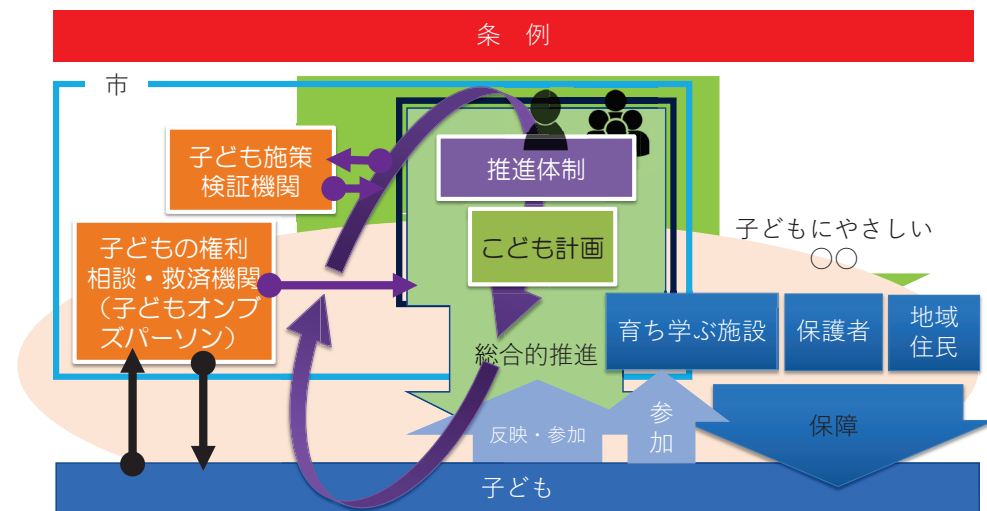 条 例
市
子ども施策
検証機関
推進体制
子どもの権利
相談・救済機関
（子どもオンブ
ズパーソン）
こども計画
子どもにやさしい
○○
育ち学ぶ施設
保護者
地域
住民
総合的推進
反映・参加
参
加
保障
子ども